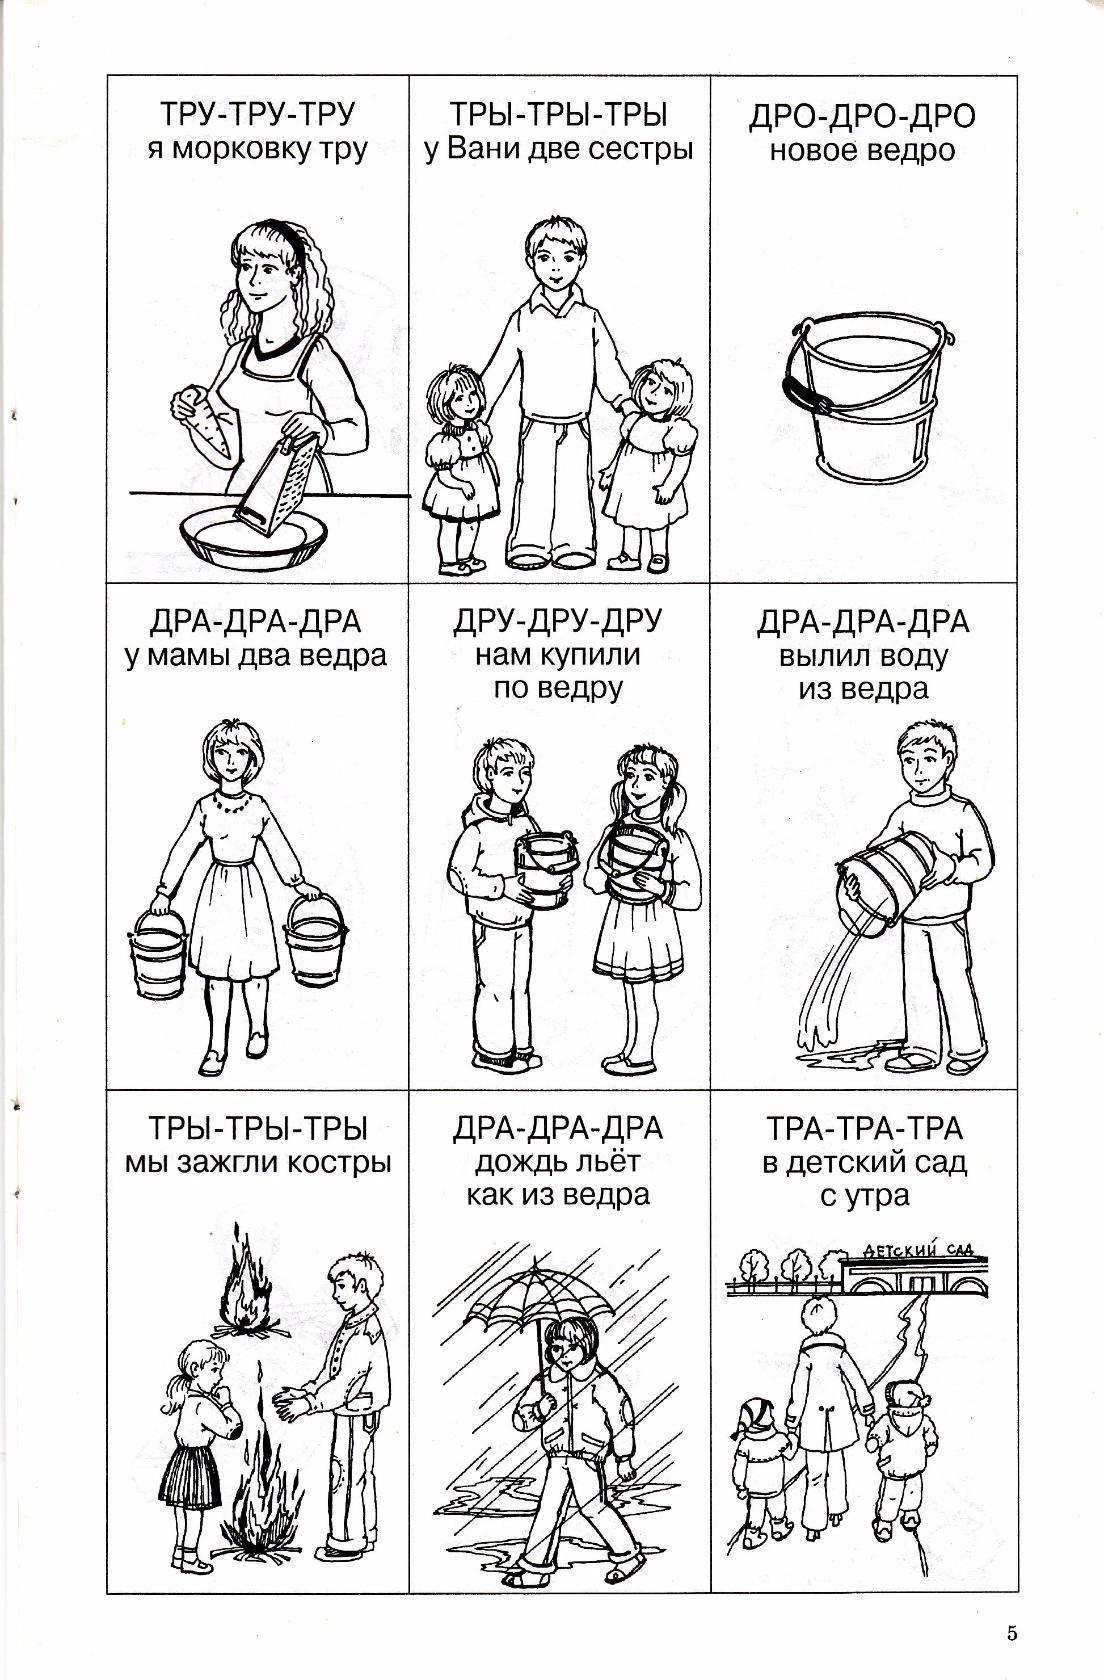 ТРУ-ТРУ-ТРУ
я морковку тру
ТРЫ-ТРЫ-ТРЫ
у Вани две сестры
ДРО-ДРО-ДРО
новое ведро
ДРА-ДРА-ДРА
у мамы два ведра
ДРУ-ДРУ-ДРУ
нам купили
по ведру
ДРА-ДРА-ДРА
вылил воду
из ведра
ТРЫ-ТРЫ-ТРЫ
мы зажгли костры
ДРА-ДРА-ДРА
дождь льёт
как из ведра
ТРА-ТРА-ТРА
в детский сад
с утра
ДЕТСКИЙ САД
5